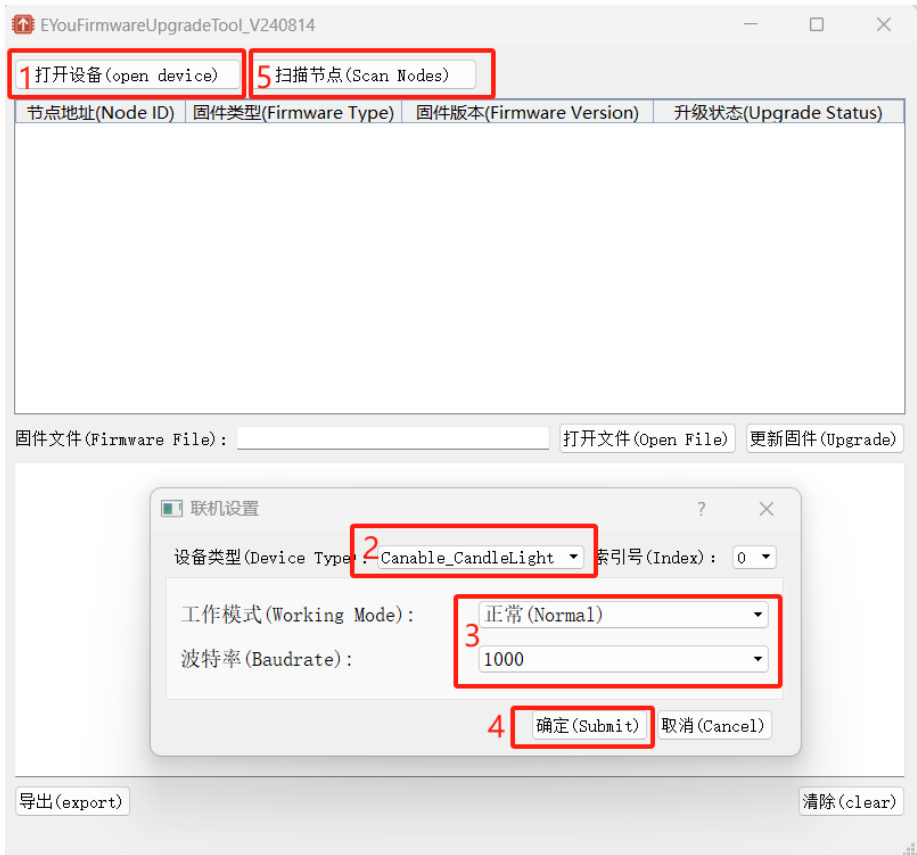 EYouFirmwareUpgradeTool_V240814
1 打开设备(open device) 5 扫描节点(Scan Nodes)
节点地址(Node ID) 固件类型(Firmware Type) 固件版本(Firmware Version) 升级状态(Upgrade Status)
固件文件(Firmware File): 打开文件(Open File) 更新固件(Upgrade)
联机设置 ?
设备类型(Device Type): 2 Canable_CandleLight 索引号(Index): 0
工作模式(Working Mode): 正常(Normal)
3
波特率(Baudrate): 1000
4 确定(Submit) 取消(Cancel)
导出(export) 清除(clear)